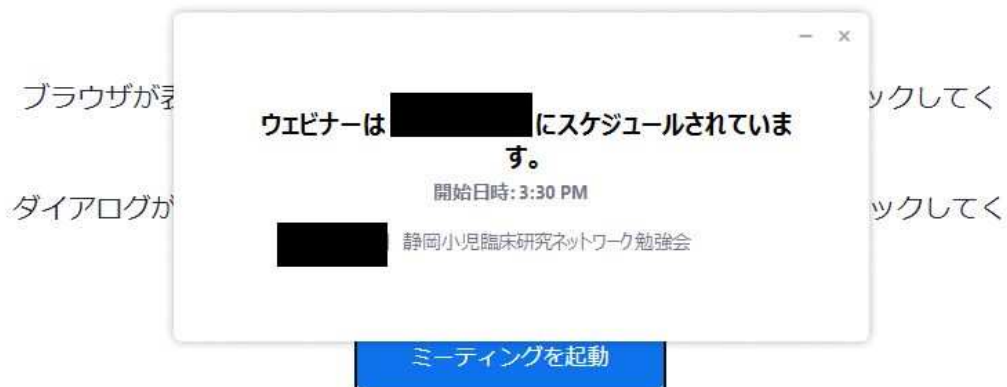 ブラウザが表
ックしてく
ウェビナーは
にスケジュールされていま
す。
開始日時: 3:30 PM
ダイアログが
ックしてく
静岡小児臨床研究ネットワーク勉強会
ミーティングを起動